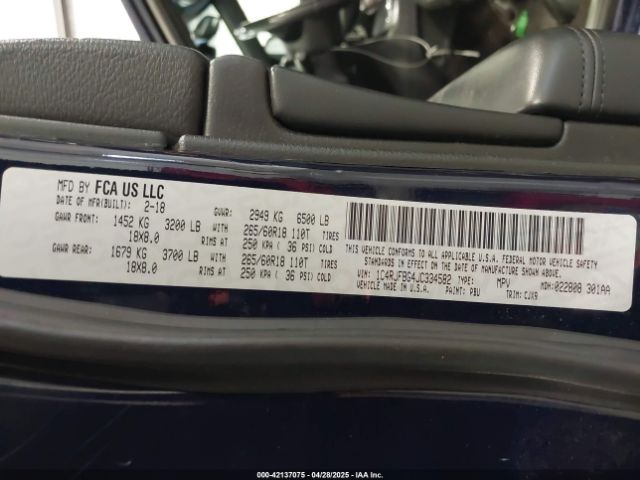 MFD BY FCA US LLC
DATE OF MFR(BUILT): 2-18 GVWR: 2949 KG 6500 LB
GAWR FRONT: 1452 KG 3200 LB WITH 265/60R18 110T TIRES
18X8.0 RIMS AT 250 KPA ( 36 PSI) COLD
GAWR REAR: 1679 KG 3700 LB WITH 265/60R18 110T TIRES
18X8.0 RIMS AT 250 KPA ( 36 PSI) COLD
THIS VEHICLE CONFORMS TO ALL APPLICABLE U.S.A. FEDERAL MOTOR VEHICLE SAFETY
STANDARDS IN EFFECT ON THE DATE OF MANUFACTURE SHOWN ABOVE.
VIN: 1C4RJFBG4JC334582 TYPE: MPV MDH: 022808 301AA
VEHICLE MADE IN U.S.A. PAINT: PBU TRIM: CJX9
000-42137075 - 04/28/2025 - IAAI.COM